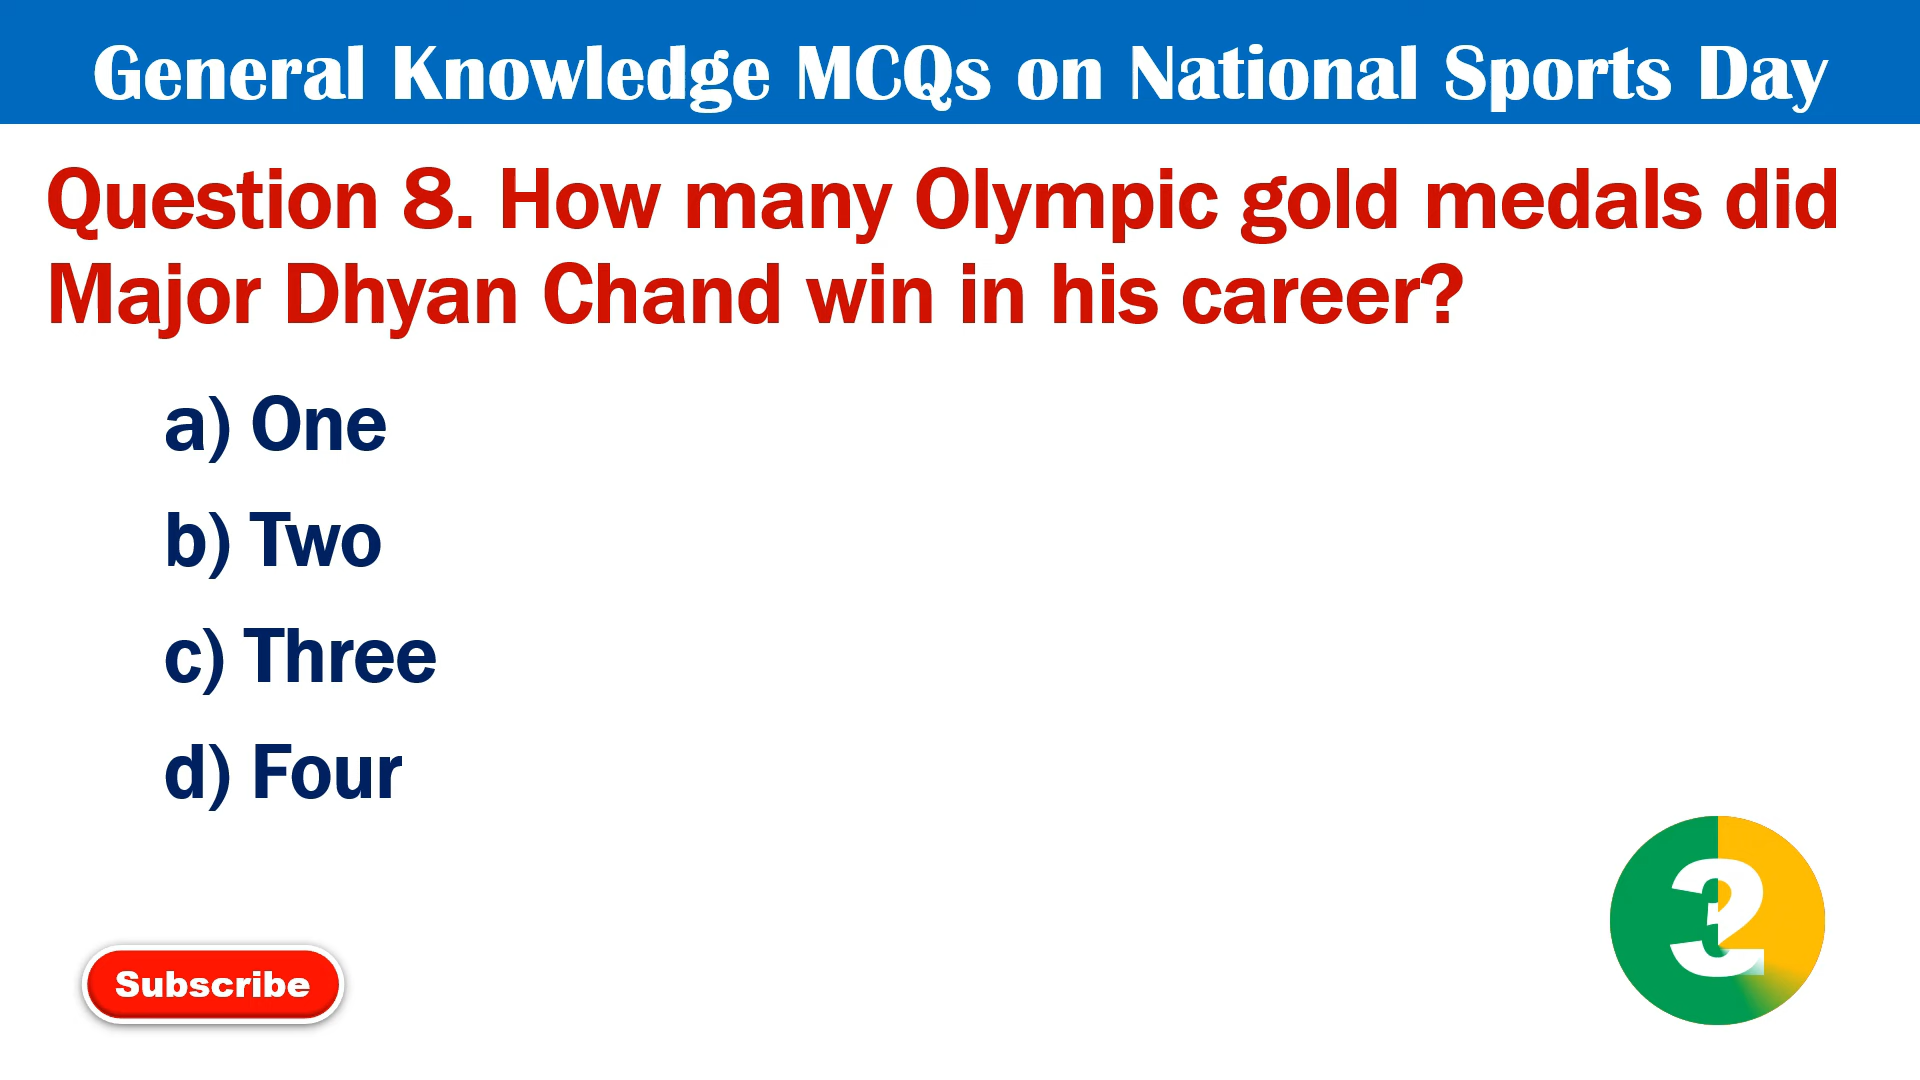 General Knowledge MCQs on National Sports Day
Question 8. How many Olympic gold medals did
Major Dhyan Chand win in his career?
a) One
b) Two
c) Three
d) Four
Subscribe